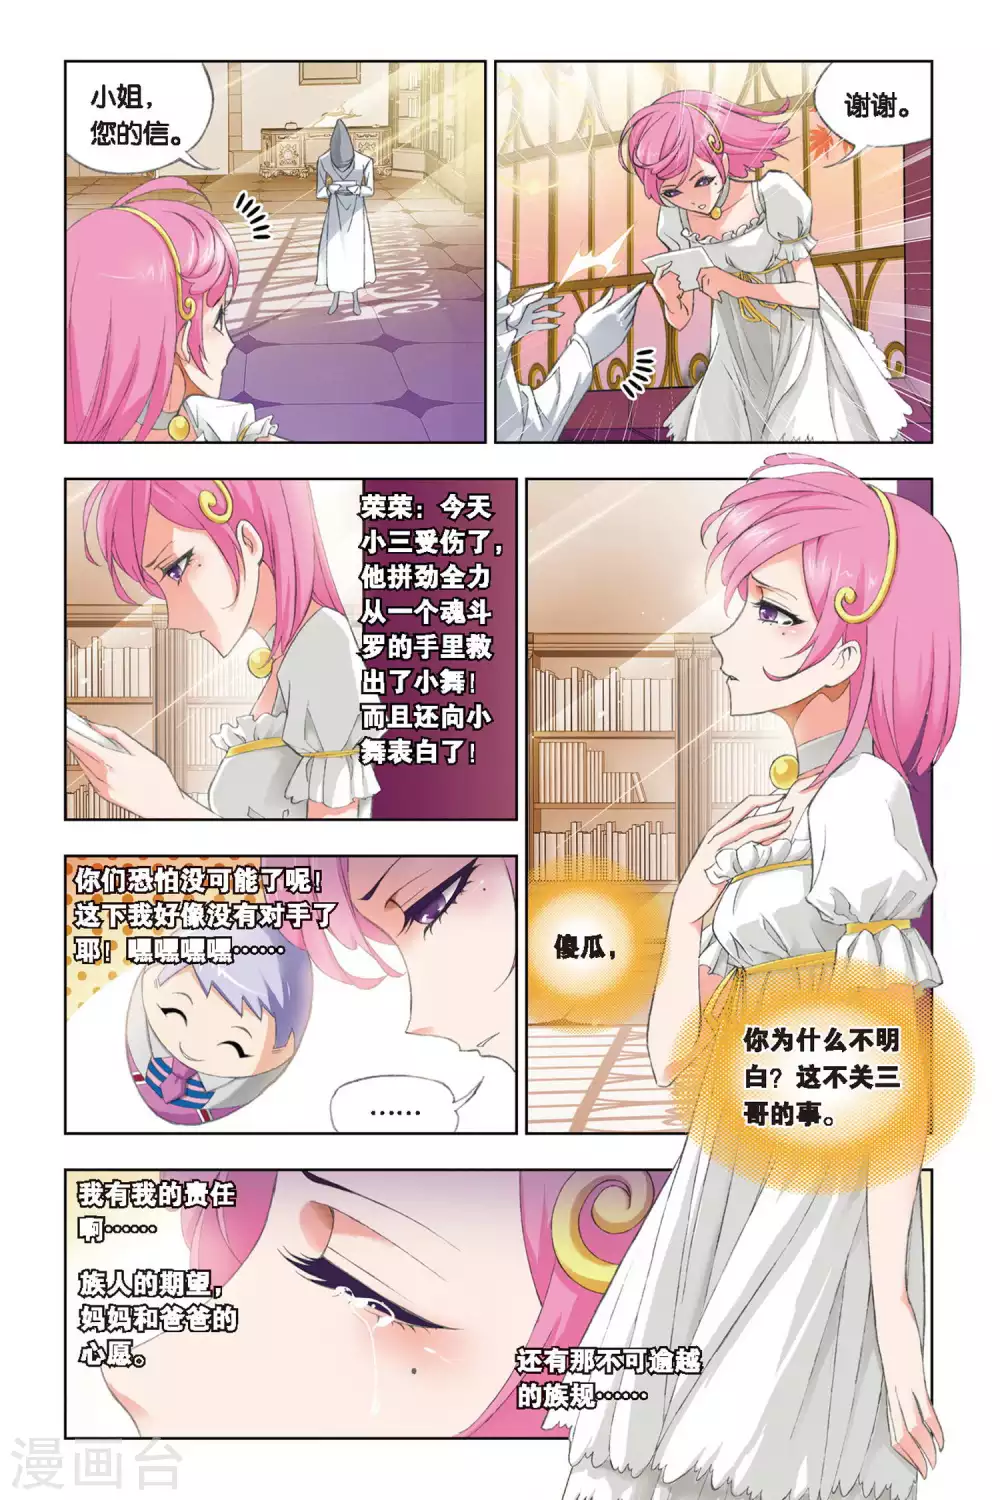 小姐，
您的信。
谢谢。
荣荣：今天
小三受伤了，
他拼劲全力
从一个魂斗
罗的手里救
出了小舞！
而且还向小
舞表白了！
你们恐怕没可能了呢！
这下我好像没有对手了
耶！嘿嘿嘿嘿……
……
傻瓜，
你为什么不明
白？这不关三
哥的事。
我有我的责任
啊……
族人的期望，
妈妈和爸爸的
心愿。
还有那不可逾越
的族规……
漫画台